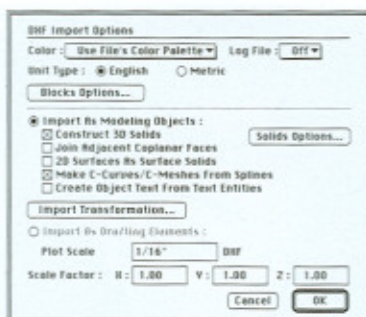 DXF Import Options
Color : Use File's Color Palette Log File : Off
Unit Type : English Metric
Blocks Options...
Import As Modeling Objects :
Construct 3D Solids Solids Options...
Join Adjacent Coplanar Faces
2D Surfaces As Surface Solids
Make C-Curves/C-Meshes From Splines
Create Object Text From Text Entities
Import Transformation...
Import As Drafting Elements :
Plot Scale 1/16" DXF
Scale Factor : X : 1.00 Y : 1.00 Z : 1.00
Cancel OK